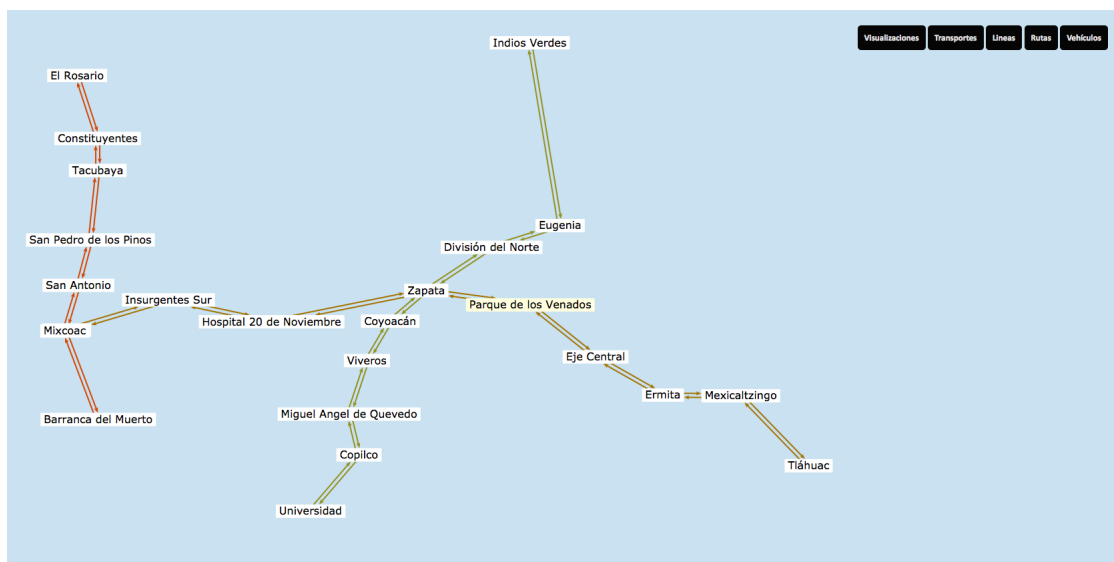 Visualizaciones
Transportes
Lineas
Rutas
Vehículos
Indios Verdes
El Rosario
Constituyentes
Tacubaya
Eugenia
San Pedro de los Pinos
División del Norte
San Antonio
Insurgentes Sur
Zapata
Parque de los Venados
Hospital 20 de Noviembre
Coyoacán
Mixcoac
Eje Central
Viveros
Ermita
Mexicaltzingo
Miguel Angel de Quevedo
Barranca del Muerto
Copilco
Tláhuac
Universidad